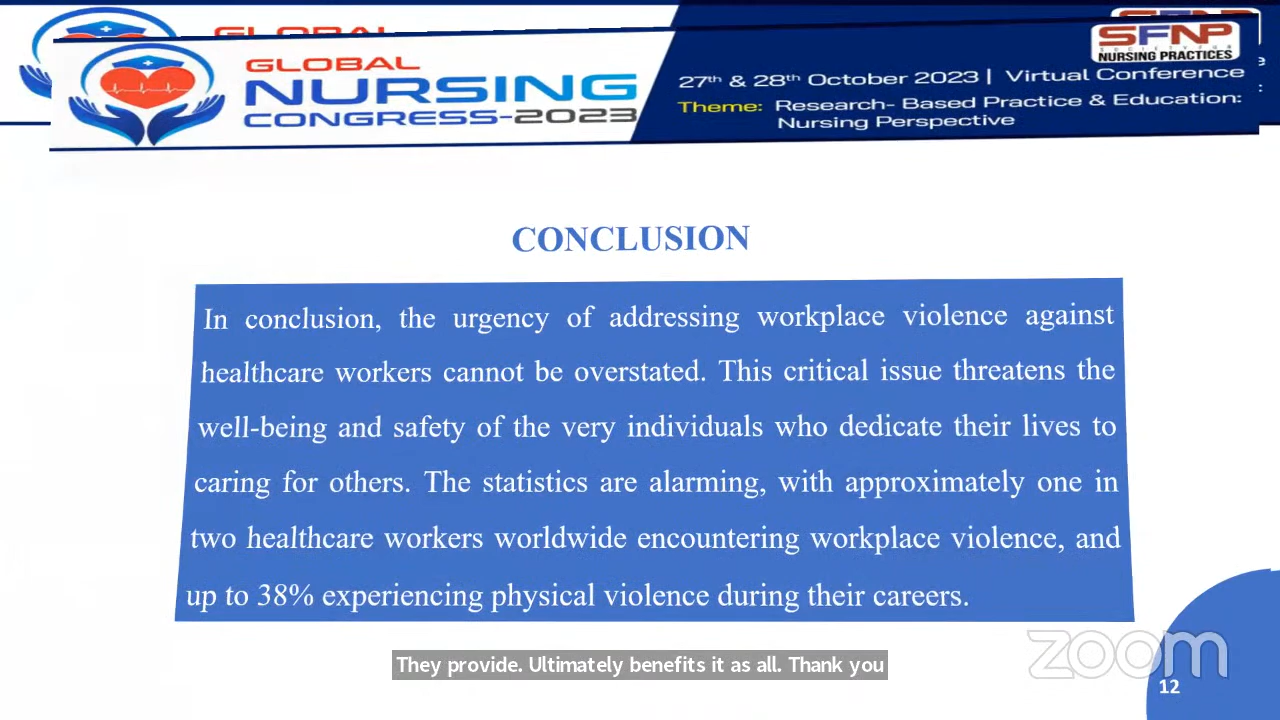 GLOBAL
GLOBAL
NURSING
CONGRESS-2023
SFNP
SOCIETY FOR
NURSING PRACTICES
27th & 28th October 2023 | Virtual Conference
Theme: Research- Based Practice & Education:
Nursing Perspective
CONCLUSION
In conclusion, the urgency of addressing workplace violence against
healthcare workers cannot be overstated. This critical issue threatens the
well-being and safety of the very individuals who dedicate their lives to
caring for others. The statistics are alarming, with approximately one in
two healthcare workers worldwide encountering workplace violence, and
up to 38% experiencing physical violence during their careers.
They provide. Ultimately benefits it as all. Thank you
zoom
12